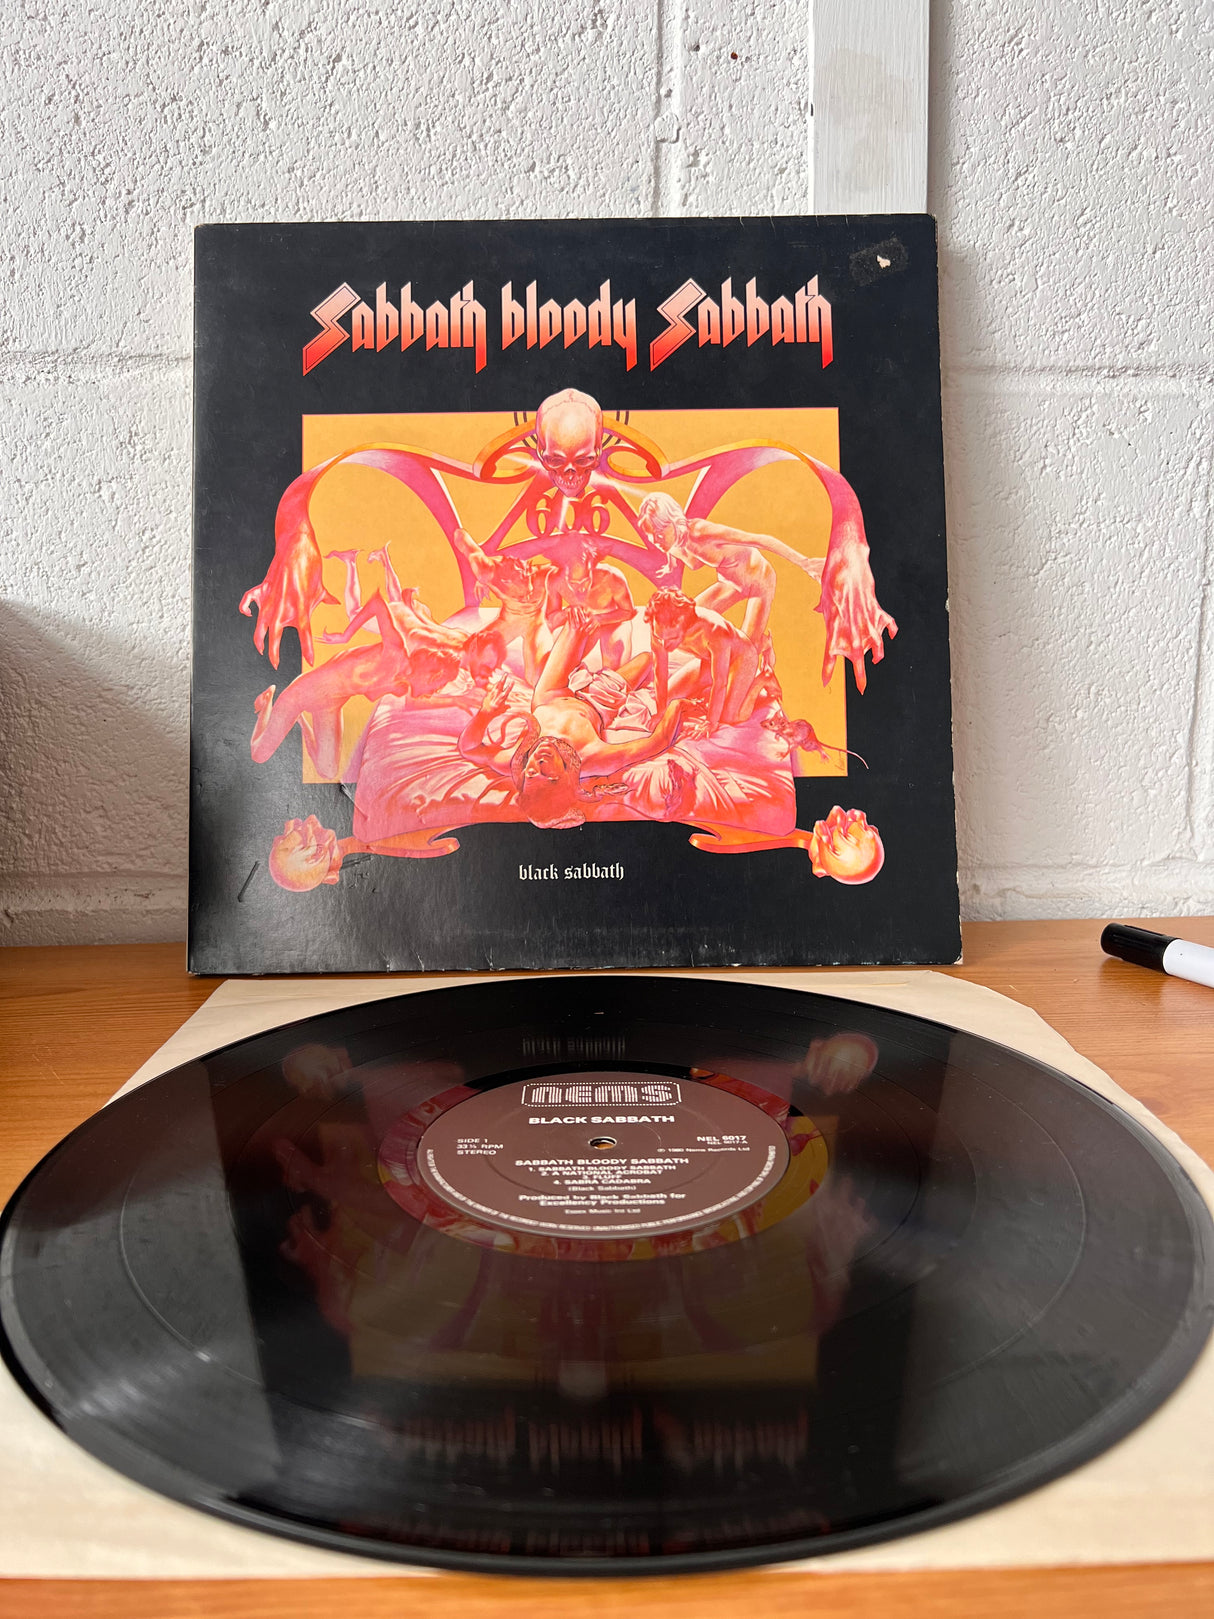 Sabbath bloody Sabbath
666
black sabbath
nems
BLACK SABBATH
SIDE 1
33⅓ RPM
STEREO
NEL 6017
NEL 6017-A
℗ 1980 Nems Records Ltd
SABBATH BLOODY SABBATH
1. SABBATH BLOODY SABBATH
2. A NATIONAL ACROBAT
3. FLUFF
4. SABRA CADABRA
(Black Sabbath)
Produced by Black Sabbath for
Excellency Productions
Essex Music Int Ltd